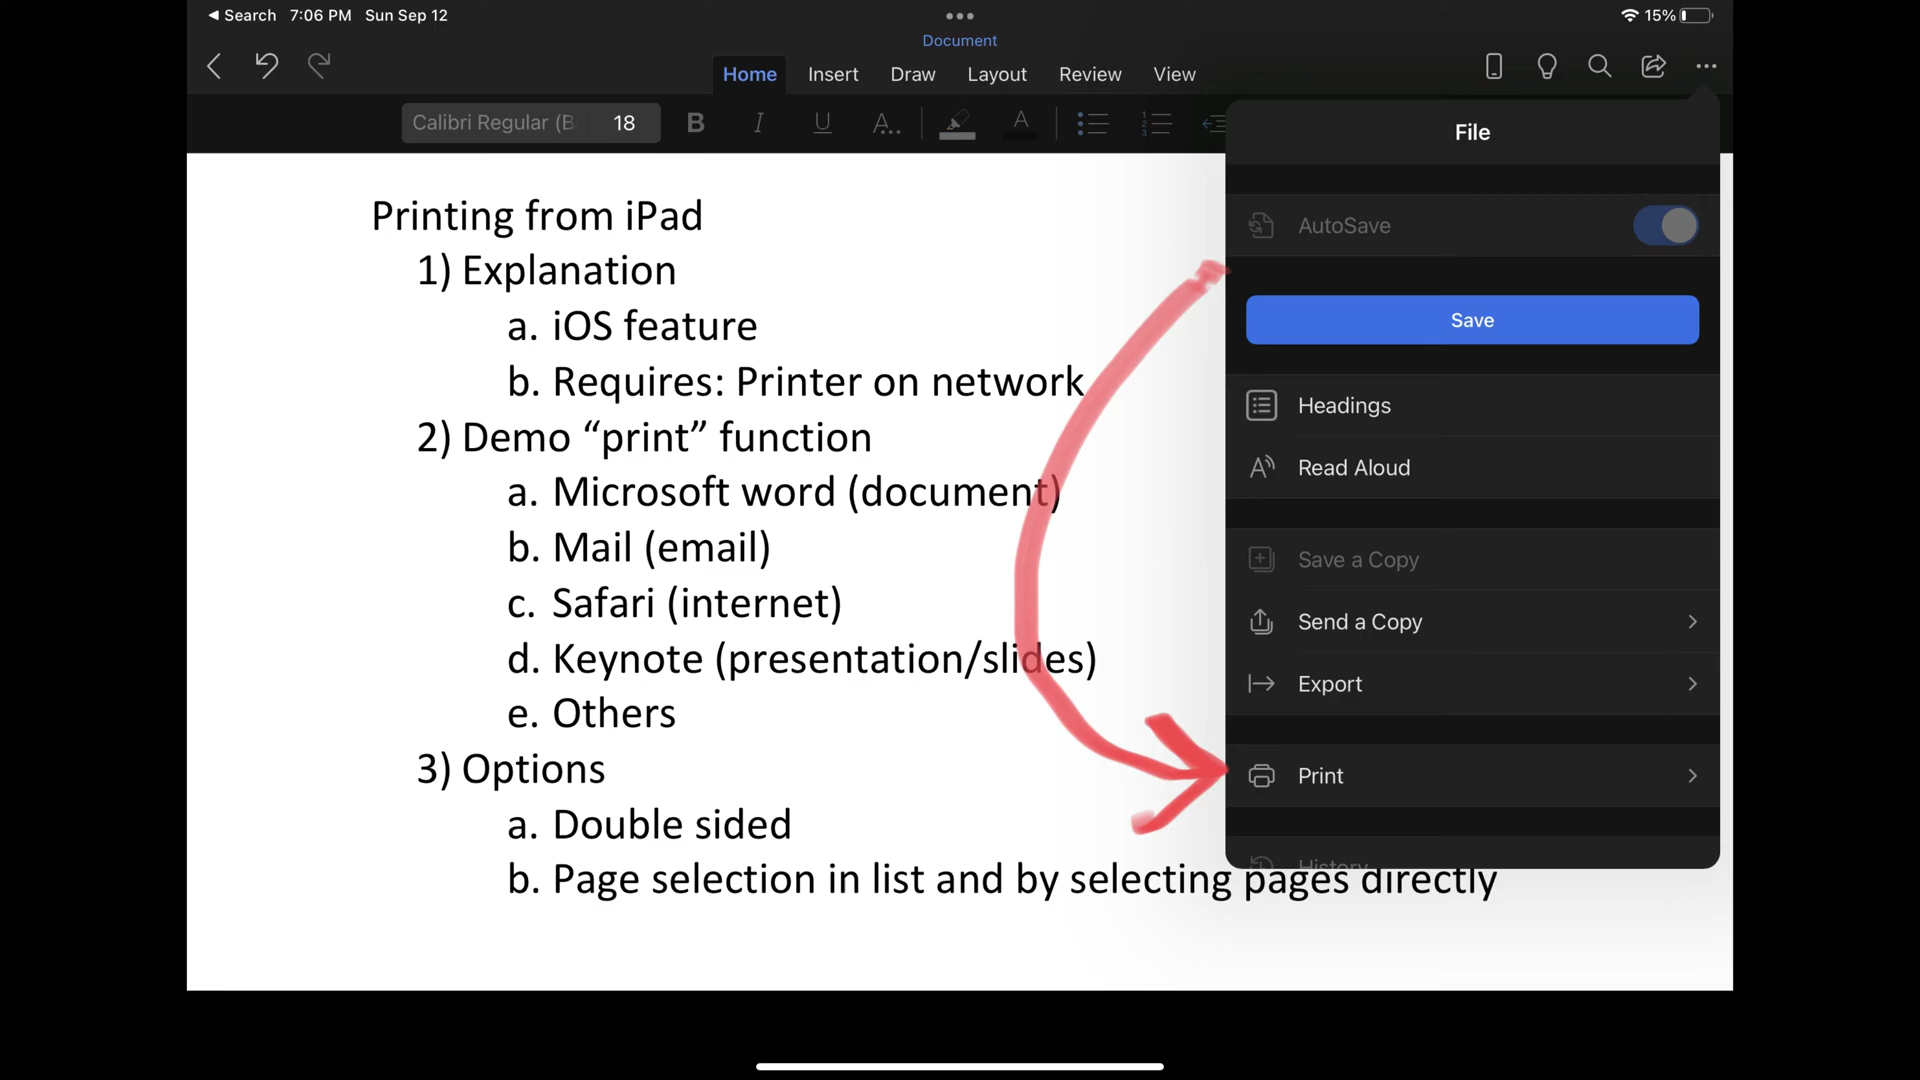 Search 7:06 PM Sun Sep 12 15%
Document
Home Insert Draw Layout Review View
Calibri Regular (B 18 B I U A..
File
AutoSave
Save
Headings
Read Aloud
Save a Copy
Send a Copy
Export
Print
History
Printing from iPad
1) Explanation
a. iOS feature
b. Requires: Printer on network
2) Demo “print” function
a. Microsoft word (document)
b. Mail (email)
c. Safari (internet)
d. Keynote (presentation/slides)
e. Others
3) Options
a. Double sided
b. Page selection in list and by selecting pages directly